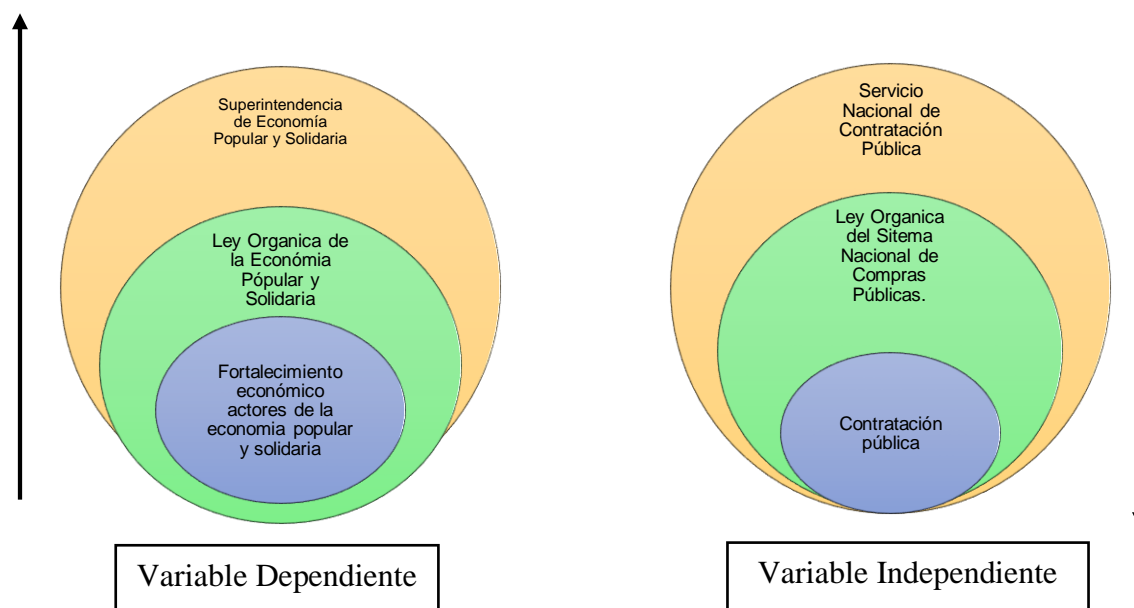 Superintendencia
de Economía
Popular y Solidaria
Ley Organica de
la Económia
Pópular y
Solidaria
Fortalecimiento
económico
actores de la
economia popular
y solidaria
Variable Dependiente
Servicio
Nacional de
Contratación
Pública
Ley Organica
del Sitema
Nacional de
Compras
Públicas.
Contratación
pública
Variable Independiente